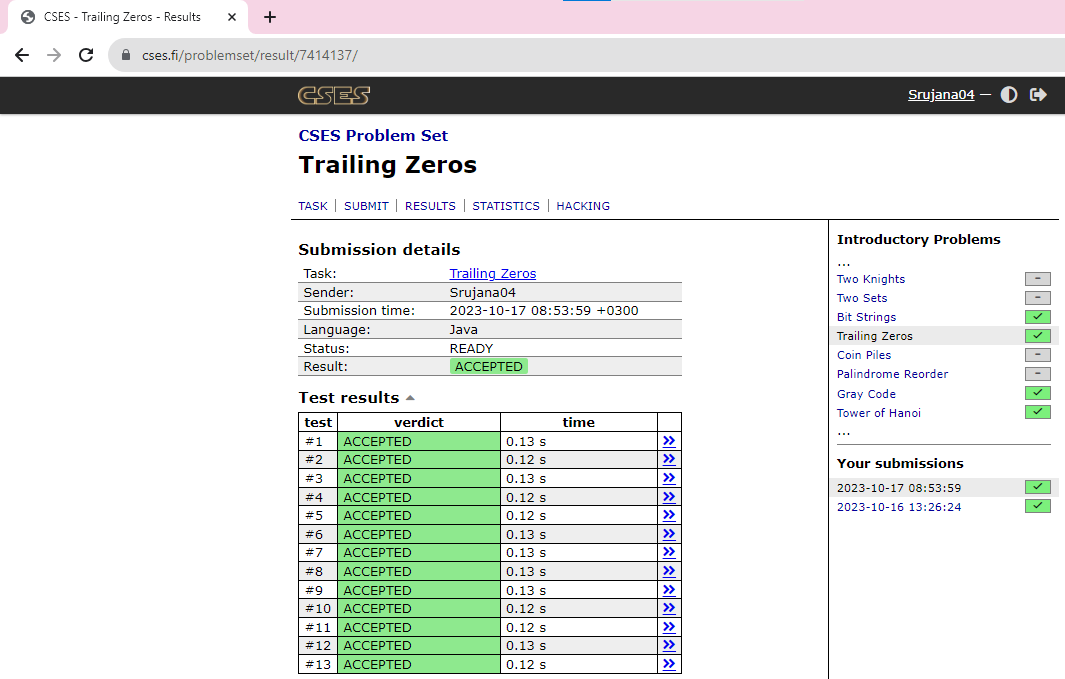 CSES - Trailing Zeros - Results
cses.fi/problemset/result/7414137/
CSES
Srujana04 —
CSES Problem Set
Trailing Zeros
TASK | SUBMIT | RESULTS | STATISTICS | HACKING
Submission details
Task: Trailing Zeros
Sender: Srujana04
Submission time: 2023-10-17 08:53:59 +0300
Language: Java
Status: READY
Result: ACCEPTED
Test results
test verdict time
#1 ACCEPTED 0.13 s »
#2 ACCEPTED 0.12 s »
#3 ACCEPTED 0.13 s »
#4 ACCEPTED 0.12 s »
#5 ACCEPTED 0.12 s »
#6 ACCEPTED 0.13 s »
#7 ACCEPTED 0.13 s »
#8 ACCEPTED 0.13 s »
#9 ACCEPTED 0.13 s »
#10 ACCEPTED 0.12 s »
#11 ACCEPTED 0.12 s »
#12 ACCEPTED 0.13 s »
#13 ACCEPTED 0.12 s »
Introductory Problems
...
Two Knights -
Two Sets -
Bit Strings ✓
Trailing Zeros ✓
Coin Piles -
Palindrome Reorder -
Gray Code ✓
Tower of Hanoi ✓
...
Your submissions
2023-10-17 08:53:59 ✓
2023-10-16 13:26:24 ✓